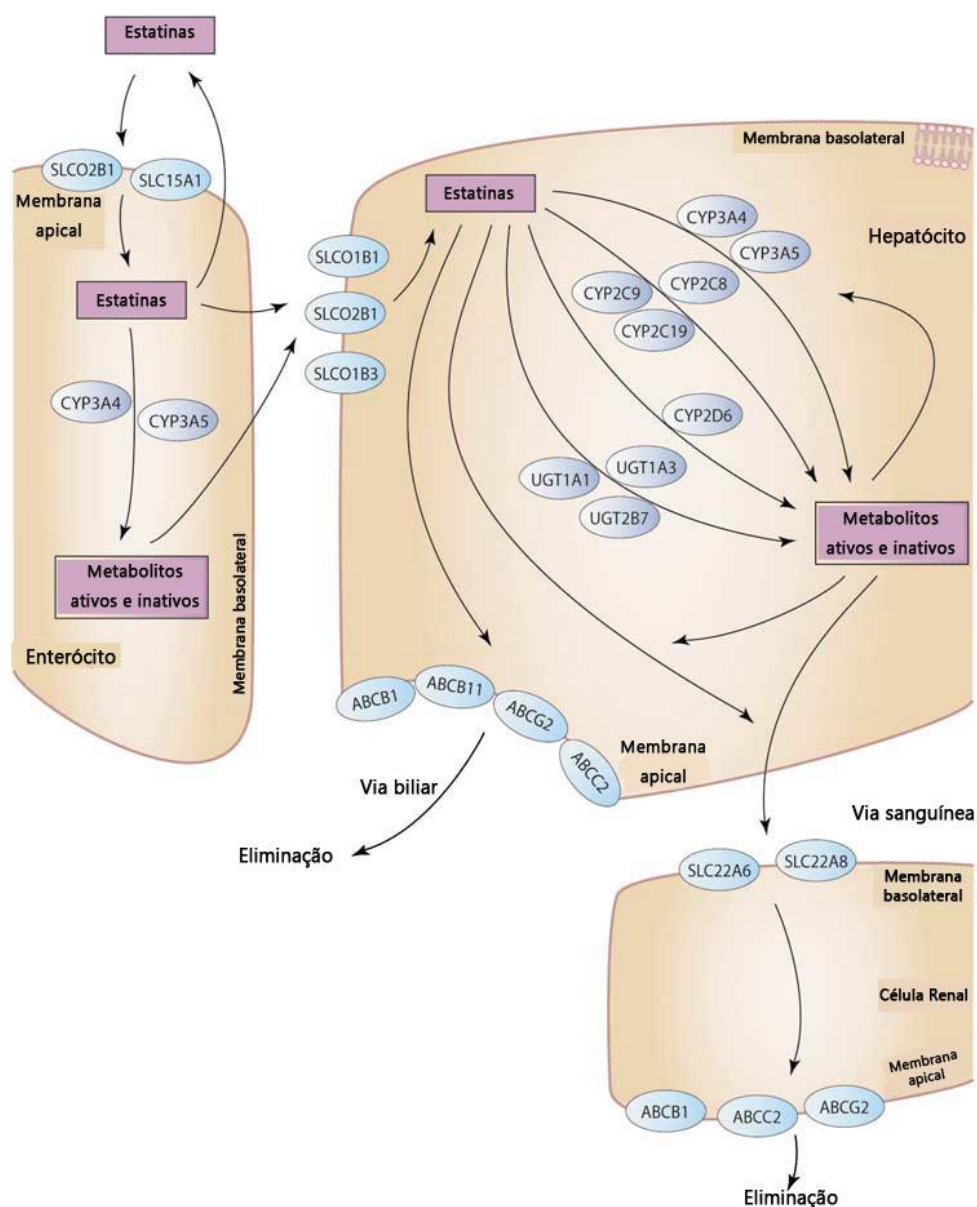 Estatinas
SLCO2B1
SLC15A1
Membrana
apical
Estatinas
CYP3A4
CYP3A5
Metabolitos
ativos e inativos
Enterócito
Membrana basolateral
Membrana basolateral
Hepatócito
Estatinas
SLCO1B1
SLCO2B1
SLCO1B3
CYP3A4
CYP3A5
CYP2C9
CYP2C8
CYP2C19
CYP2D6
UGT1A1
UGT1A3
UGT2B7
Metabolitos
ativos e inativos
ABCB1
ABCB11
ABCG2
ABCC2
Membrana
apical
Via biliar
Eliminação
Via sanguínea
SLC22A6
SLC22A8
Membrana
basolateral
Célula Renal
Membrana
apical
ABCB1
ABCC2
ABCG2
Eliminação